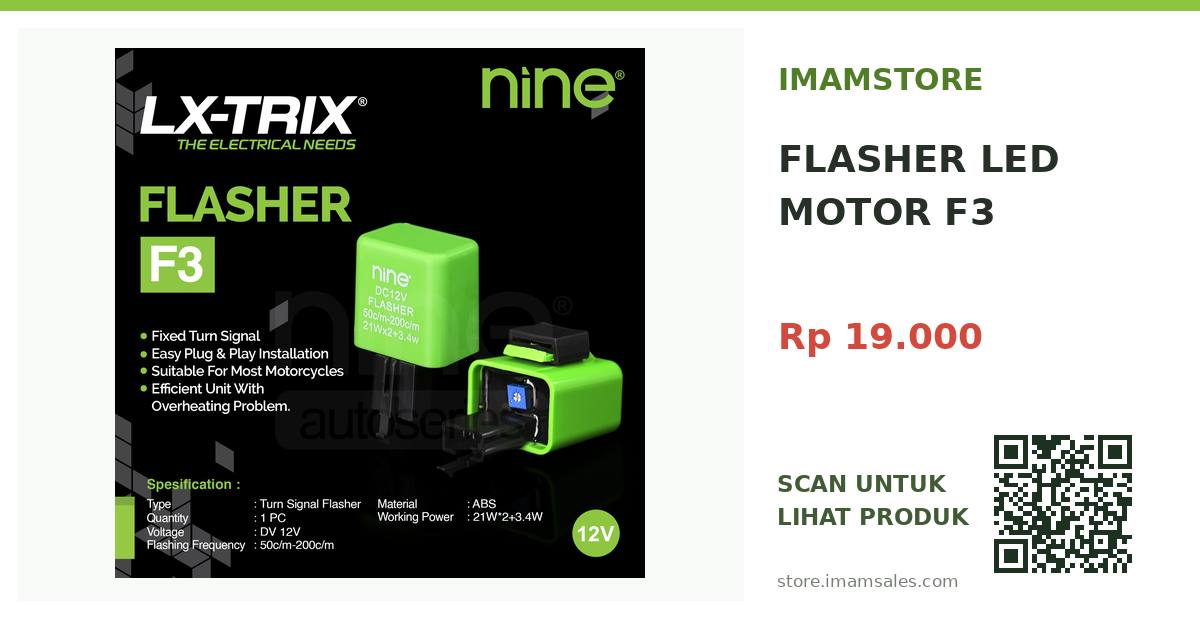 nine®
LX-TRIX®
THE ELECTRICAL NEEDS
FLASHER
F3
nine
DC12V
FLASHER
50c/m-200c/m
21Wx2+3.4w
Fixed Turn Signal
Easy Plug & Play Installation
Suitable For Most Motorcycles
Efficient Unit With
Overheating Problem.
nine®
autoseries
Spesification :
Type : Turn Signal Flasher
Quantity : 1 PC
Voltage : DV 12V
Flashing Frequency : 50c/m-200c/m
Material : ABS
Working Power : 21W*2+3.4W
12V
IMAMSTORE
FLASHER LED
MOTOR F3
Rp 19.000
SCAN UNTUK
LIHAT PRODUK
store.imamsales.com